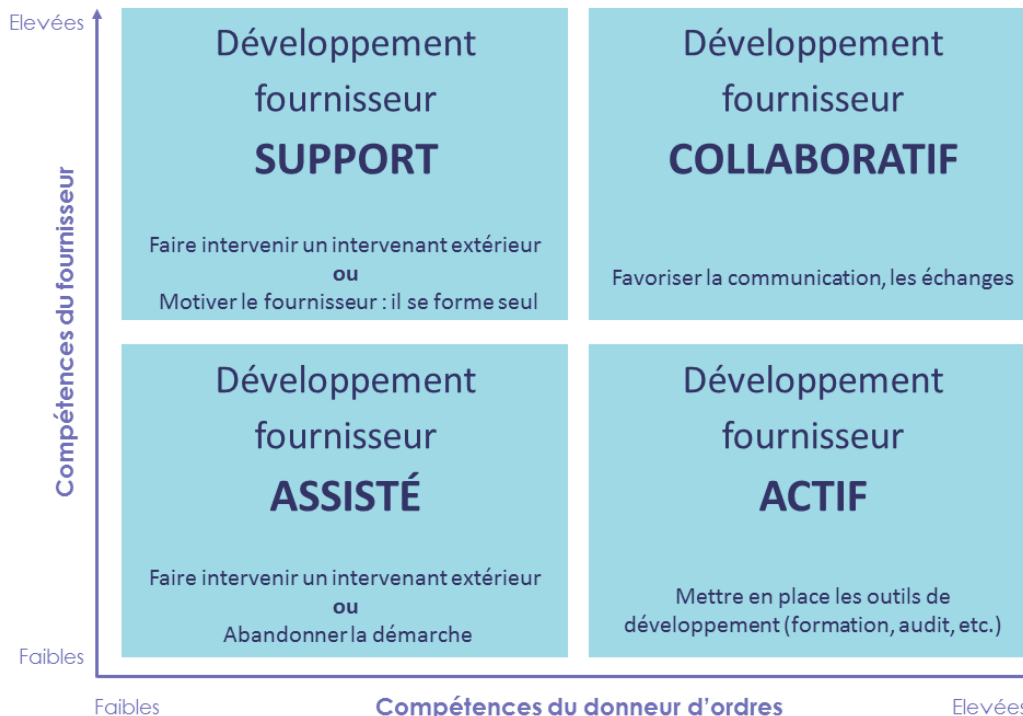 Elevées
Compétences du fournisseur
Développement
fournisseur
SUPPORT
Faire intervenir un intervenant extérieur
ou
Motiver le fournisseur : il se forme seul
Développement
fournisseur
COLLABORATIF
Favoriser la communication, les échanges
Développement
fournisseur
ASSISTÉ
Faire intervenir un intervenant extérieur
ou
Abandonner la démarche
Développement
fournisseur
ACTIF
Mettre en place les outils de
développement (formation, audit, etc.)
Faibles
Faibles
Compétences du donneur d’ordres
Elevées